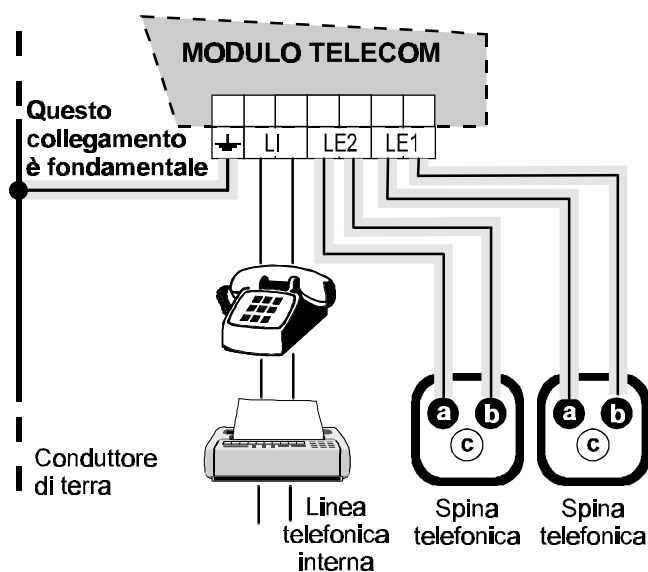 MODULO TELECOM
Questo
collegamento
è fondamentale
LI LE2 LE1
a b a b
c c
Conduttore
di terra
Linea
telefonica
interna
Spina
telefonica
Spina
telefonica